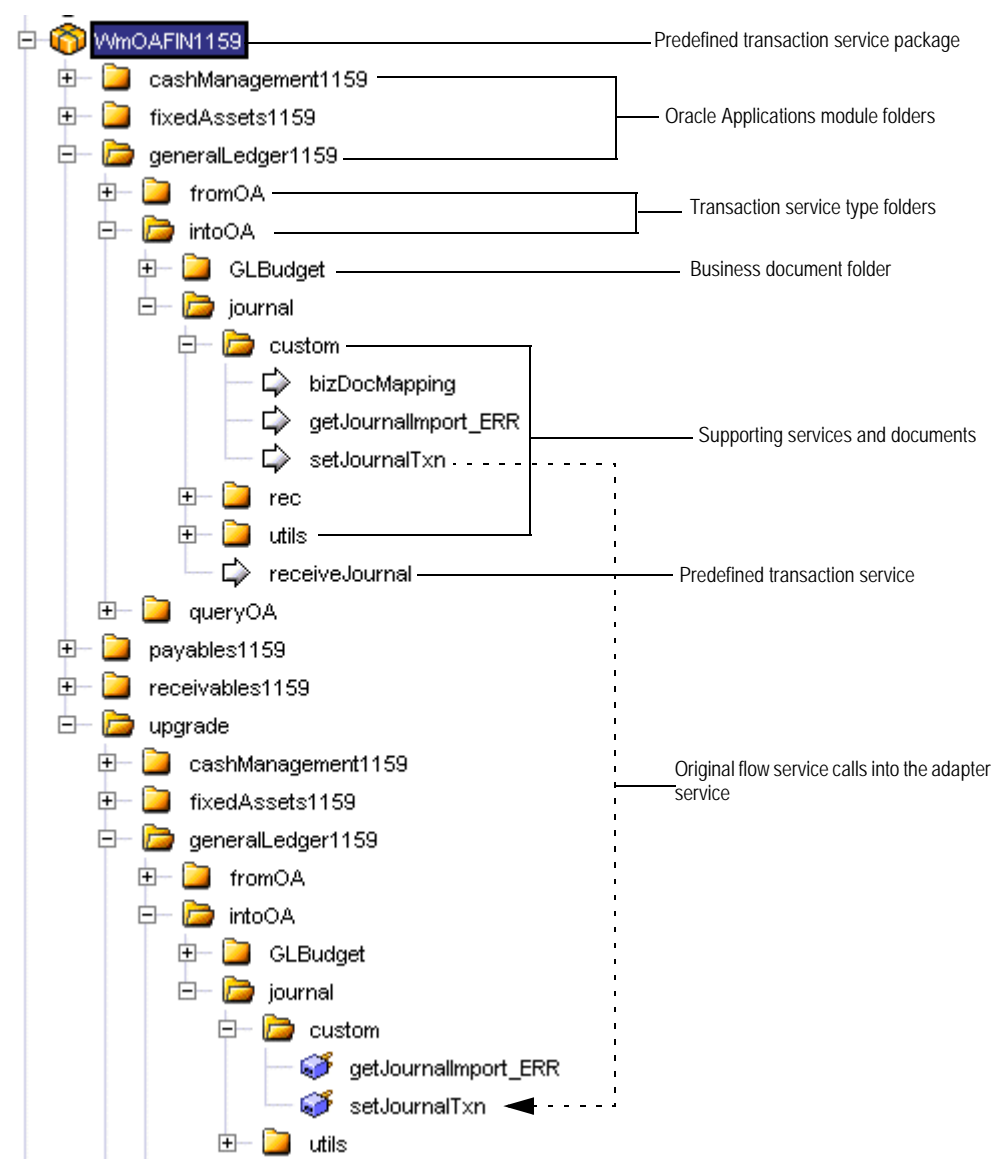 WmOAFIN1159 Predefined transaction service package
cashManagement1159
fixedAssets1159 Oracle Applications module folders
generalLedger1159
fromOA
Transaction service type folders
intoOA
GLBudget Business document folder
journal
custom
bizDocMapping
getJournalImport_ERR
Supporting services and documents
setJournalTxn
rec
utils
receiveJournal Predefined transaction service
queryOA
payables1159
receivables1159
upgrade
cashManagement1159
Original flow service calls into the adapter
service
fixedAssets1159
generalLedger1159
fromOA
intoOA
GLBudget
journal
custom
getJournalImport_ERR
setJournalTxn
utils